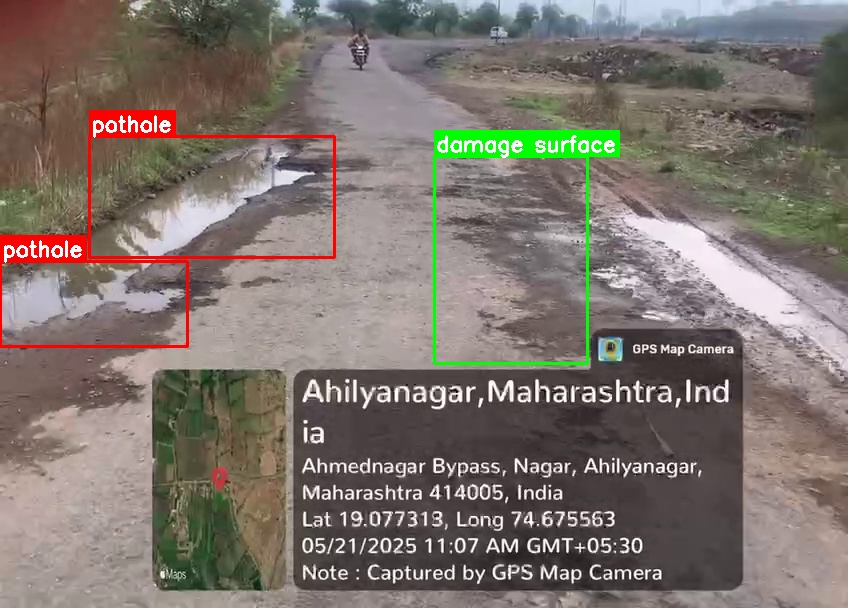 pothole
damage surface
pothole
GPS Map Camera
Ahilyanagar,Maharashtra,Ind
ia
Ahmednagar Bypass, Nagar, Ahilyanagar,
Maharashtra 414005, India
Lat 19.077313, Long 74.675563
05/21/2025 11:07 AM GMT+05:30
Note : Captured by GPS Map Camera
Maps